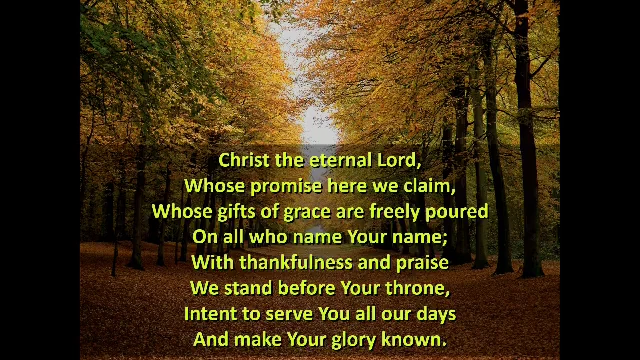 Christ the eternal Lord,
Whose promise here we claim,
Whose gifts of grace are freely poured
On all who name Your name;
With thankfulness and praise
We stand before Your throne,
Intent to serve You all our days
And make Your glory known.